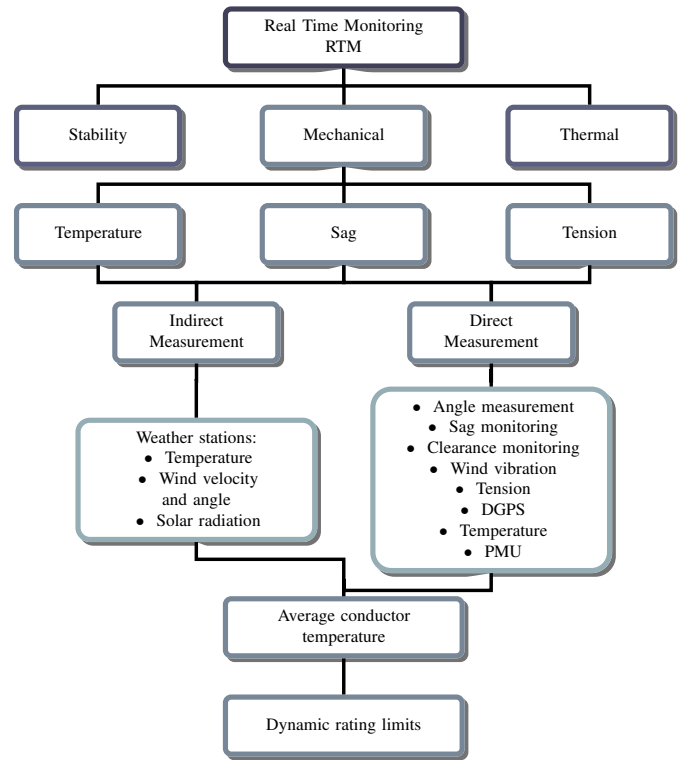 Real Time Monitoring
RTM
Stability
Mechanical
Thermal
Temperature
Sag
Tension
Indirect
Measurement
Direct
Measurement
Weather stations:
• Temperature
• Wind velocity
and angle
• Solar radiation
• Angle measurement
• Sag monitoring
• Clearance monitoring
• Wind vibration
• Tension
• DGPS
• Temperature
• PMU
Average conductor
temperature
Dynamic rating limits